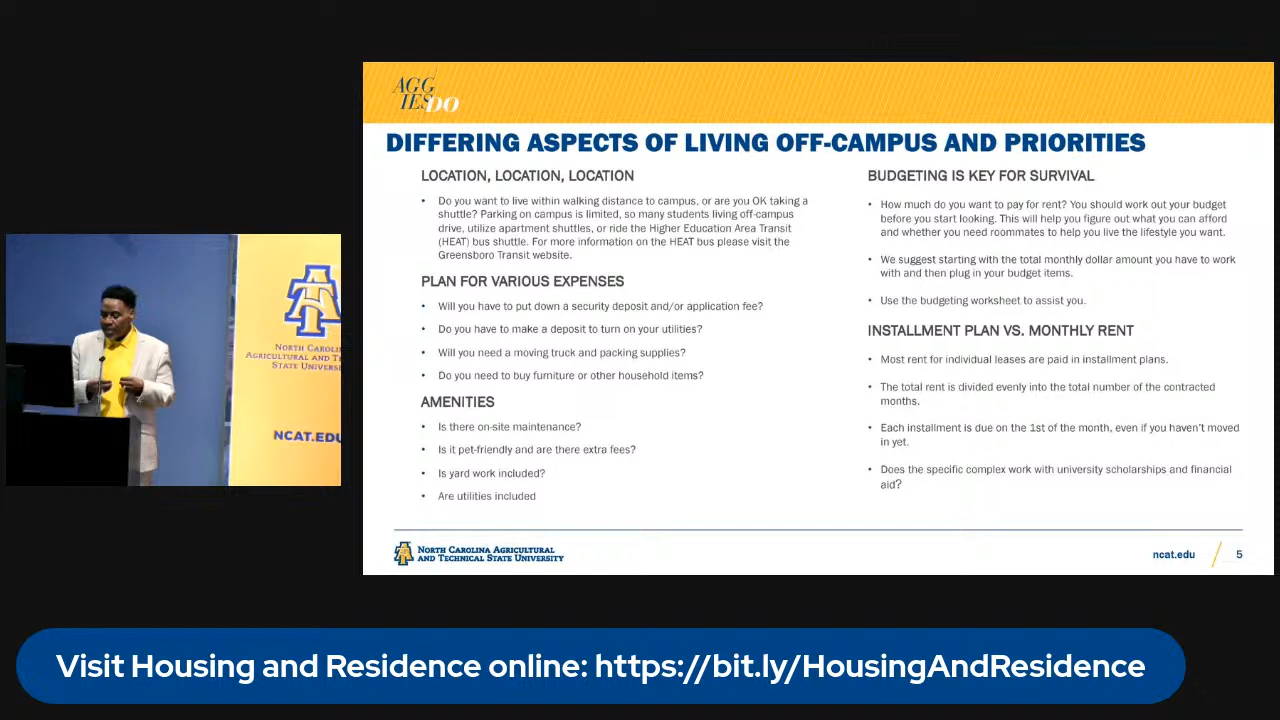 AGG
IESDO
DIFFERING ASPECTS OF LIVING OFF-CAMPUS AND PRIORITIES
LOCATION, LOCATION, LOCATION
• Do you want to live within walking distance to campus, or are you OK taking a
shuttle? Parking on campus is limited, so many students living off-campus
drive, utilize apartment shuttles, or ride the Higher Education Area Transit
(HEAT) bus shuttle. For more information on the HEAT bus please visit the
Greensboro Transit website.
PLAN FOR VARIOUS EXPENSES
• Will you have to put down a security deposit and/or application fee?
• Do you have to make a deposit to turn on your utilities?
• Will you need a moving truck and packing supplies?
• Do you need to buy furniture or other household items?
AMENITIES
• Is there on-site maintenance?
• Is it pet-friendly and are there extra fees?
• Is yard work included?
• Are utilities included
BUDGETING IS KEY FOR SURVIVAL
• How much do you want to pay for rent? You should work out your budget
before you start looking. This will help you figure out what you can afford
and whether you need roommates to help you live the lifestyle you want.
• We suggest starting with the total monthly dollar amount you have to work
with and then plug in your budget items.
• Use the budgeting worksheet to assist you.
INSTALLMENT PLAN VS. MONTHLY RENT
• Most rent for individual leases are paid in installment plans.
• The total rent is divided evenly into the total number of the contracted
months.
• Each installment is due on the 1st of the month, even if you haven't moved
in yet.
• Does the specific complex work with university scholarships and financial
aid?
NORTH CAROLINA AGRICULTURAL
AND TECHNICAL STATE UNIVERSITY
ncat.edu / 5
AT
NORTH CAROLIN
AGRICULTURAL AND T
STATE UNIVERS
NCAT.EDU
Visit Housing and Residence online: https://bit.ly/HousingAndResidence